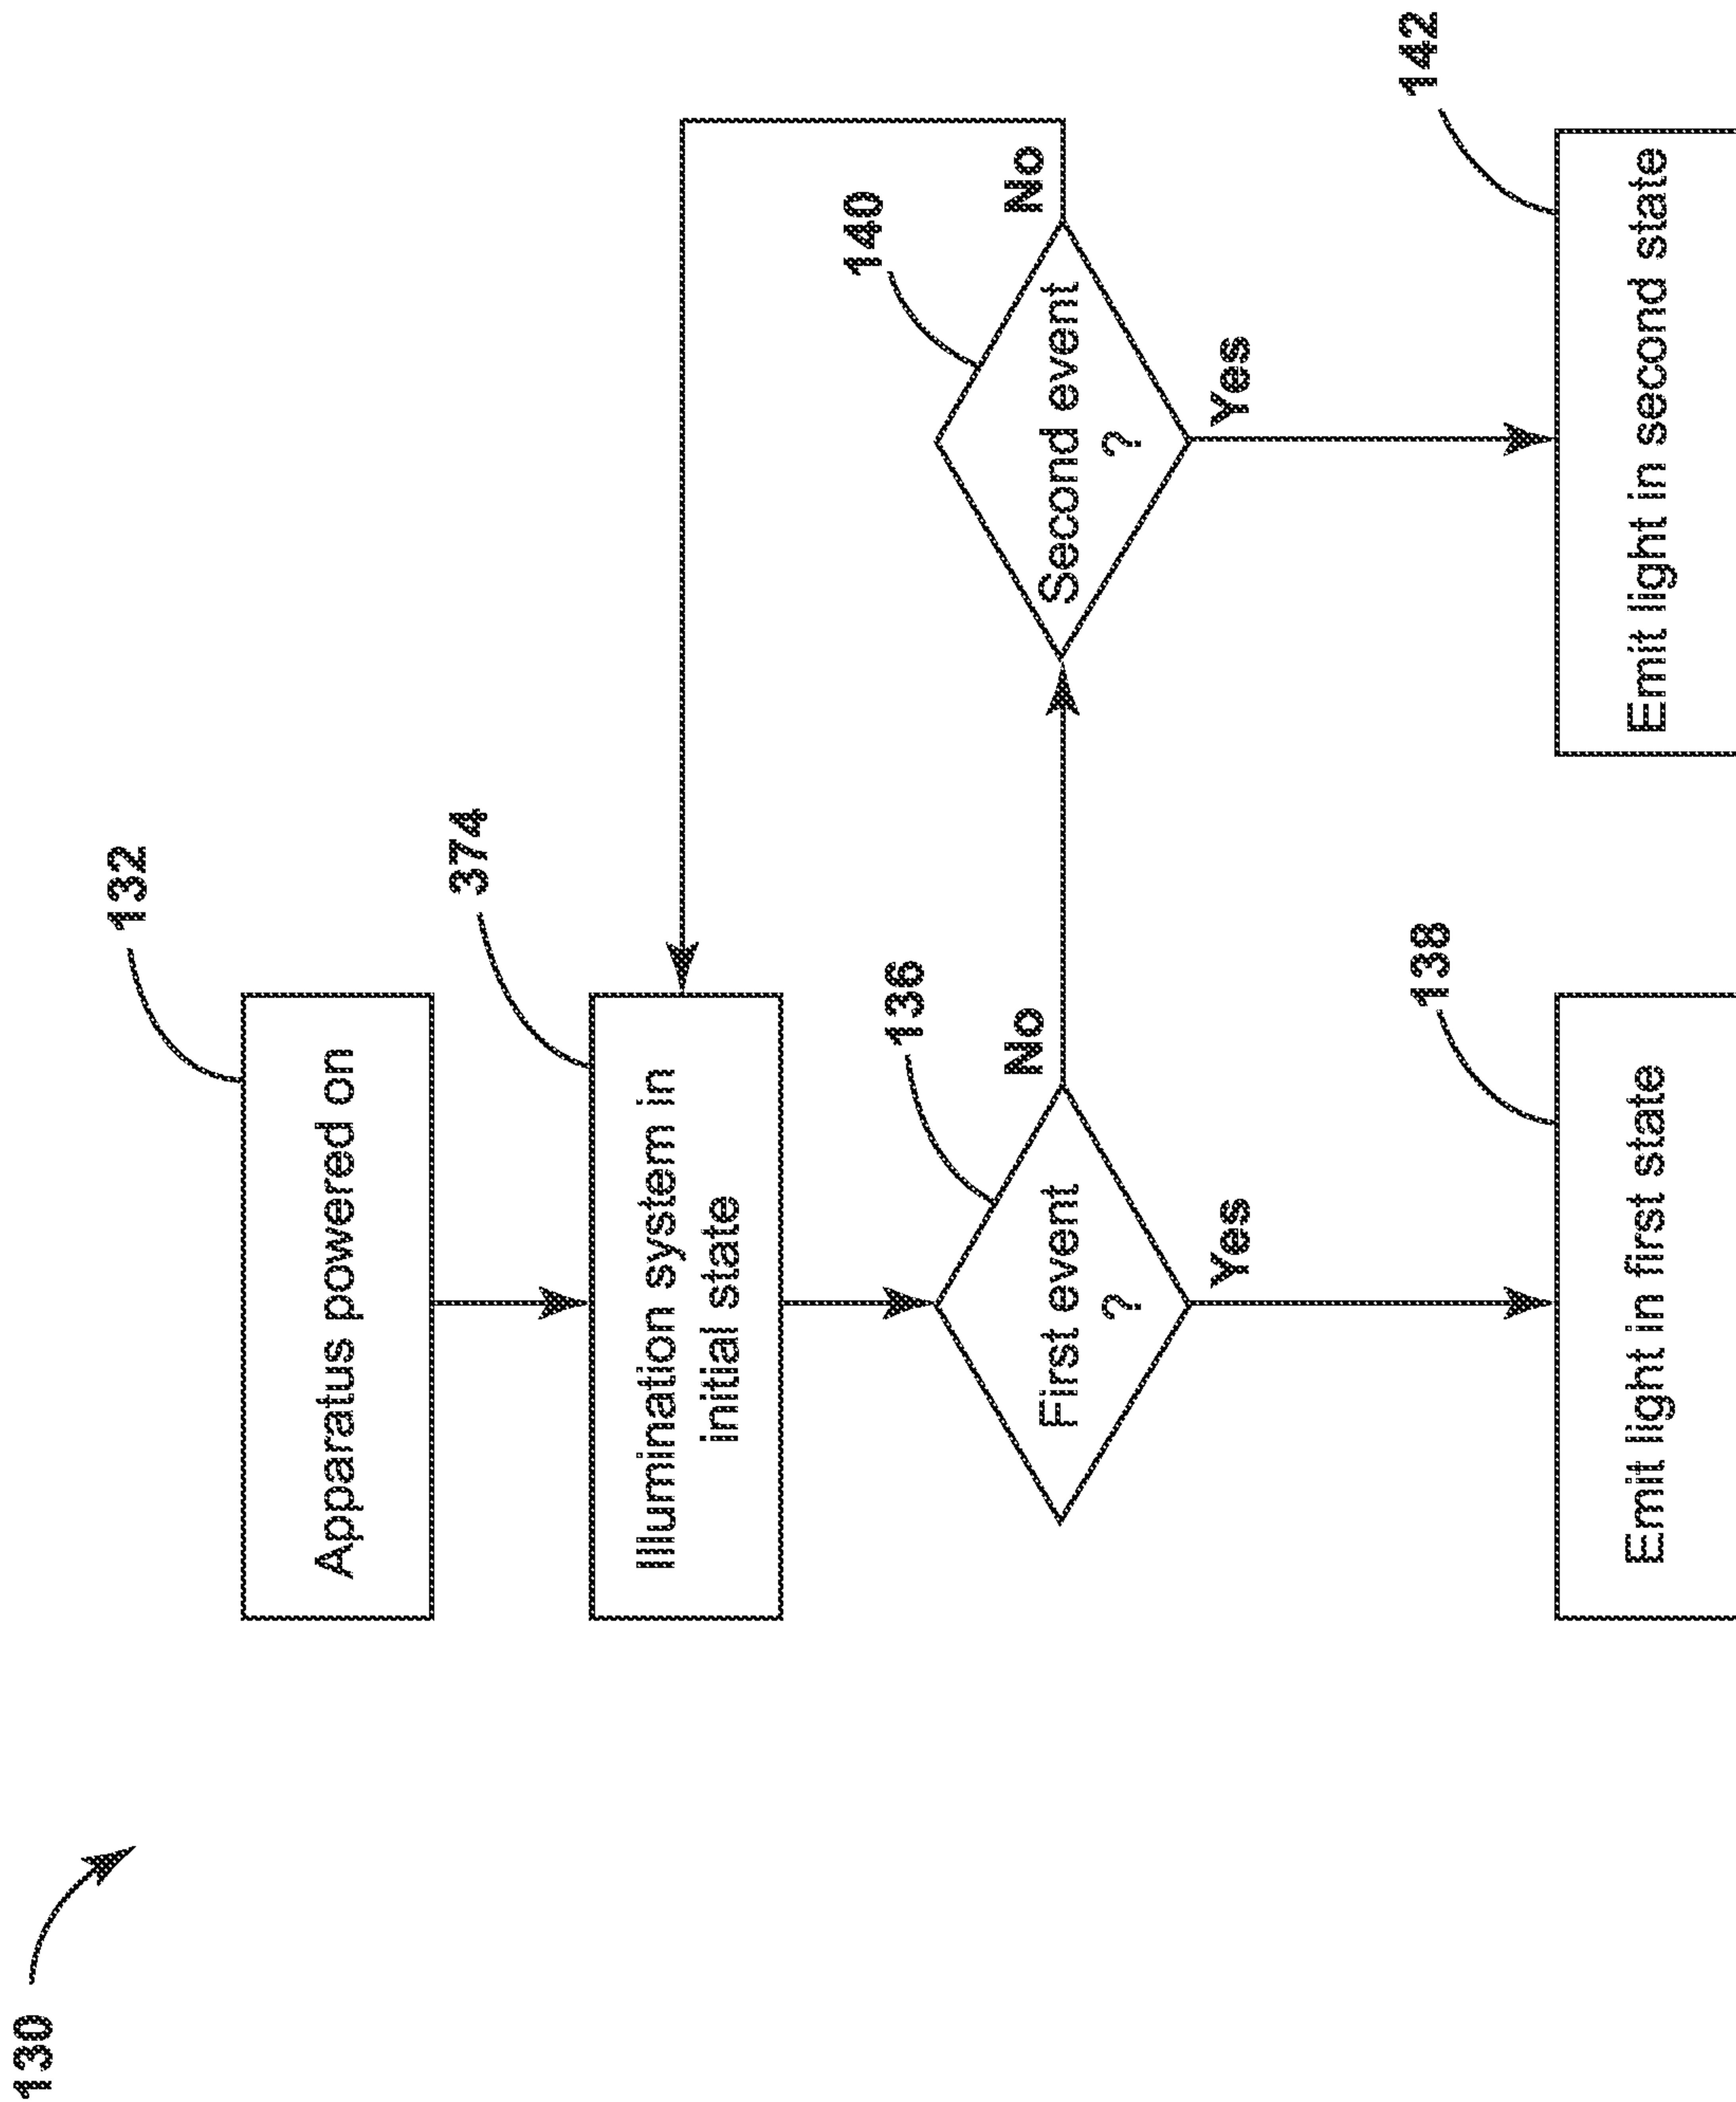 130
132
Apparatus powered on
374
Illumination system in
initial state
136
First event
?
No
Yes
140
Second event
?
No
Yes
138
Emit light in first state
142
Emit light in second state